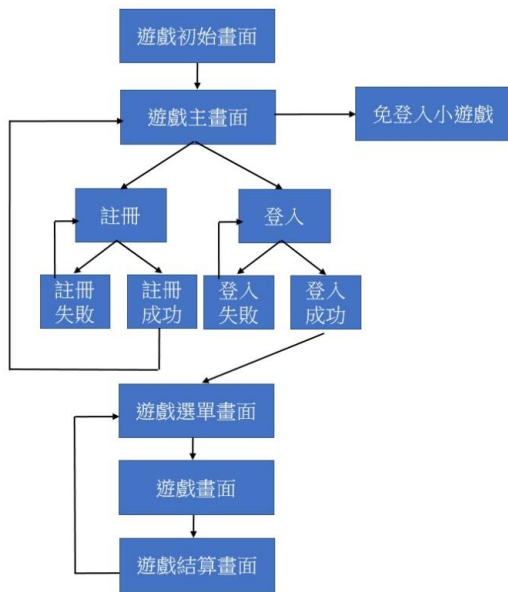 遊戲初始畫面
遊戲主畫面
免登入小遊戲
註冊
登入
註冊
失敗
註冊
成功
登入
失敗
登入
成功
遊戲選單畫面
遊戲畫面
遊戲結算畫面